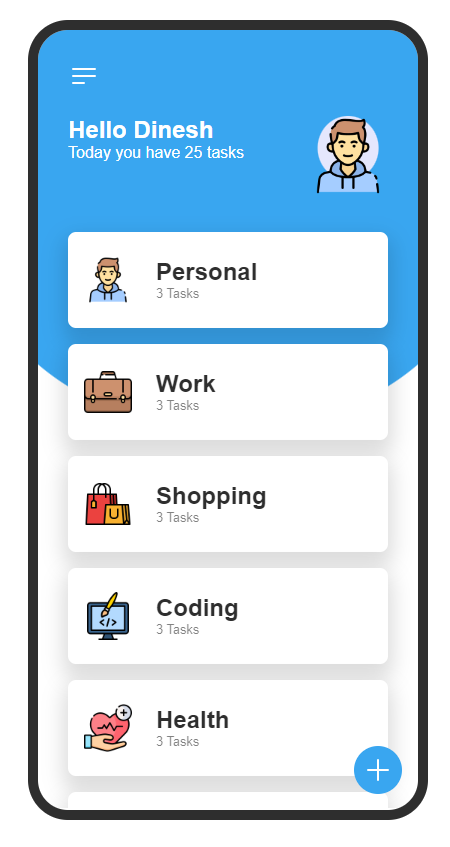 Hello Dinesh
Today you have 25 tasks
Personal
3 Tasks
Work
3 Tasks
Shopping
3 Tasks
Coding
3 Tasks
Health
3 Tasks